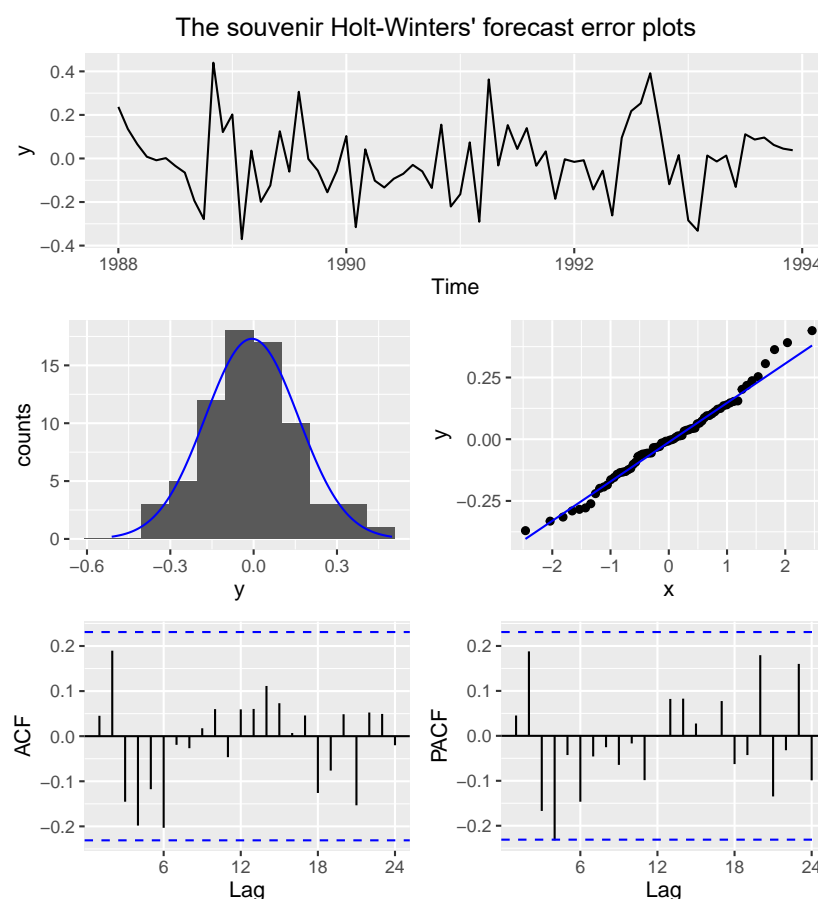 The souvenir Holt-Winters' forecast error plots
0.4
0.2
0.0
−0.2
−0.4
y
1988 1990 1992 1994
Time
15
10
5
0
counts
−0.6 −0.3 0.0 0.3
y
0.25
0.00
−0.25
y
−2 −1 0 1 2
x
0.2
0.1
0.0
−0.1
−0.2
ACF
6 12 18 24
Lag
0.2
0.1
0.0
−0.1
−0.2
PACF
6 12 18 24
Lag